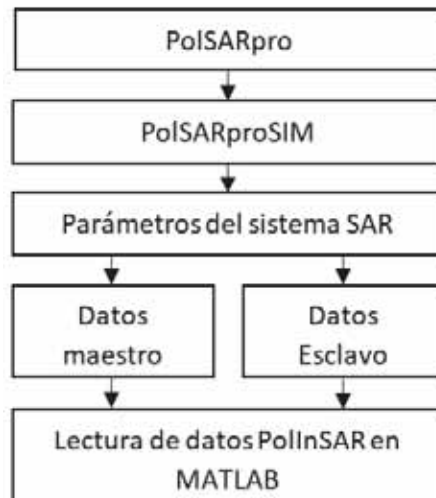 PolSARpro
PolSARproSIM
Parámetros del sistema SAR
Datos
maestro
Datos
Esclavo
Lectura de datos PolInSAR en
MATLAB